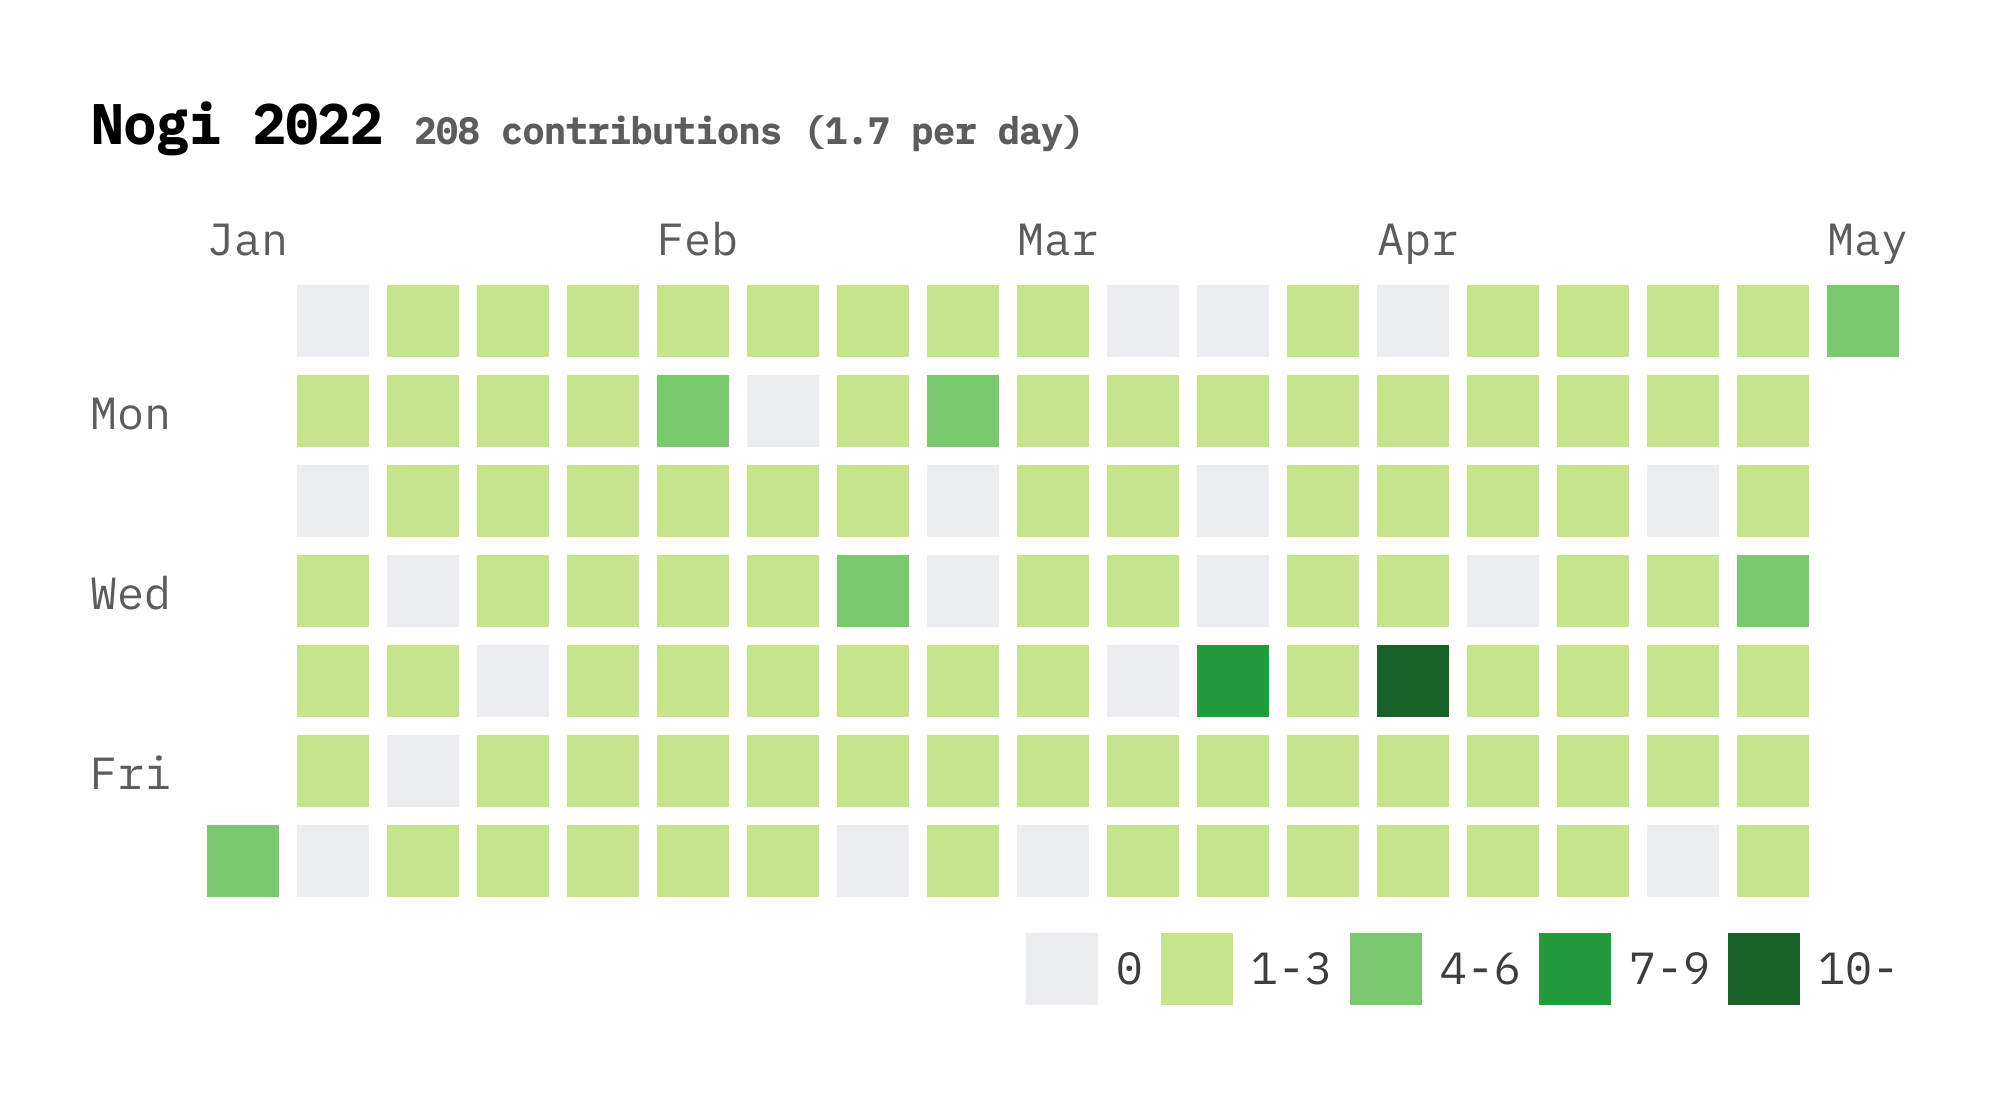 Nogi 2022 208 contributions (1.7 per day)
Jan Feb Mar Apr May
Mon
Wed
Fri
0 1-3 4-6 7-9 10-